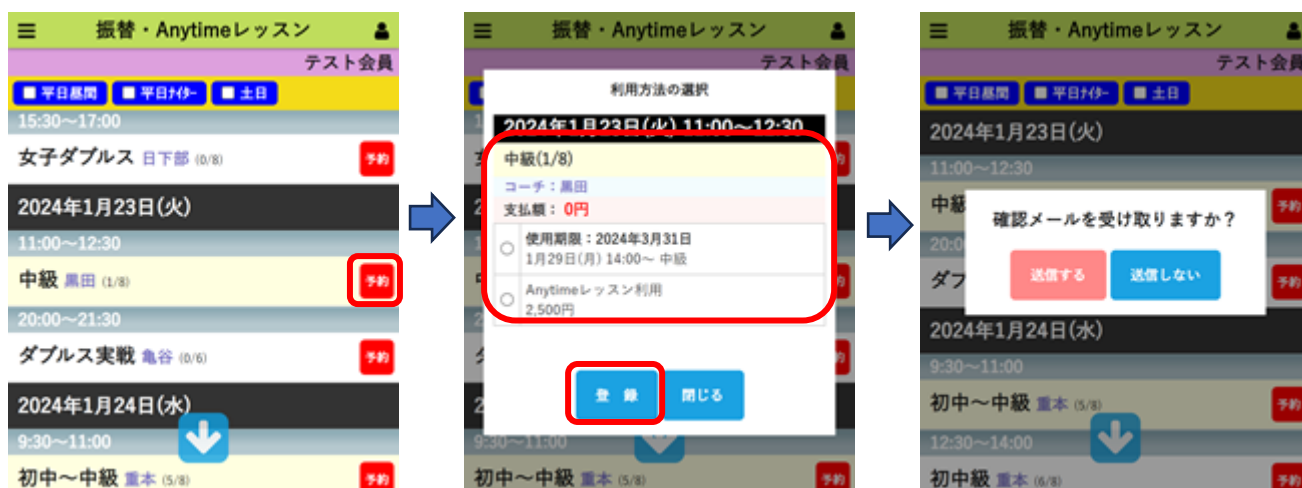 振替・Anytimeレッスン
テスト会員
■ 平日昼間 ■ 平日ナイター ■ 土日
15:30～17:00
女子ダブルス 日下部 (0/8) 予約
2024年1月23日(火)
11:00～12:30
中級 黒田 (1/8) 予約
20:00～21:30
ダブルス実戦 亀谷 (0/6) 予約
2024年1月24日(水)
9:30～11:00
初中～中級 重本 (5/8) 予約
振替・Anytimeレッスン
テスト会員
利用方法の選択
2024年1月23日(火) 11:00～12:30
中級(1/8)
コーチ：黒田
支払額： 0円
使用期限：2024年3月31日
1月29日(月) 14:00～ 中級
Anytimeレッスン利用
2,500円
登 録 閉じる
9:30～11:00
初中～中級 重本 (5/8) 予約
振替・Anytimeレッスン
テスト会員
■ 平日昼間 ■ 平日ナイター ■ 土日
2024年1月23日(火)
11:00～12:30
中級 予約
確認メールを受け取りますか？
送信する 送信しない
20:0
ダブ 予約
2024年1月24日(水)
9:30～11:00
初中～中級 重本 (5/8) 予約
12:30～14:00
初中級 重本 (6/8) 予約